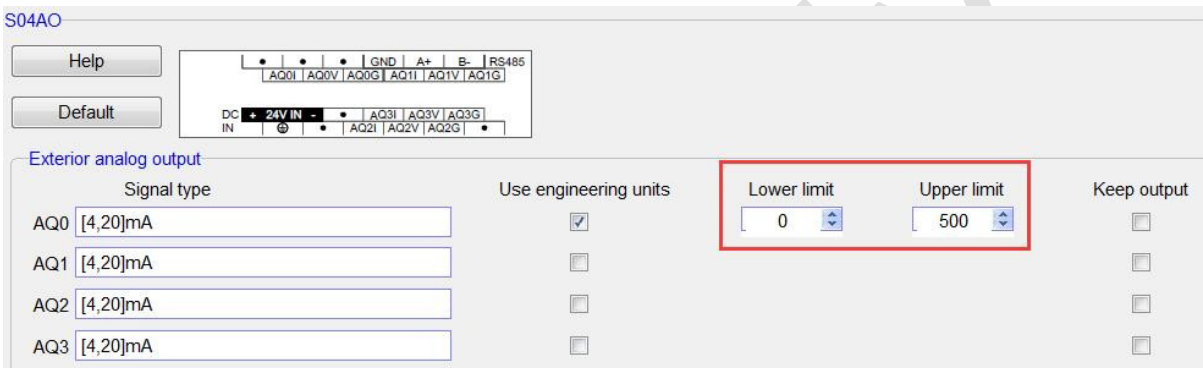 S04AO
Help
• • • GND A+ B- RS485
AQ0I AQ0V AQ0G AQ1I AQ1V AQ1G
Default
DC + 24V IN - • AQ3I AQ3V AQ3G
IN • AQ2I AQ2V AQ2G •
Exterior analog output
Signal type Use engineering units Lower limit Upper limit Keep output
AQ0 [4,20]mA 0 500
AQ1 [4,20]mA
AQ2 [4,20]mA
AQ3 [4,20]mA